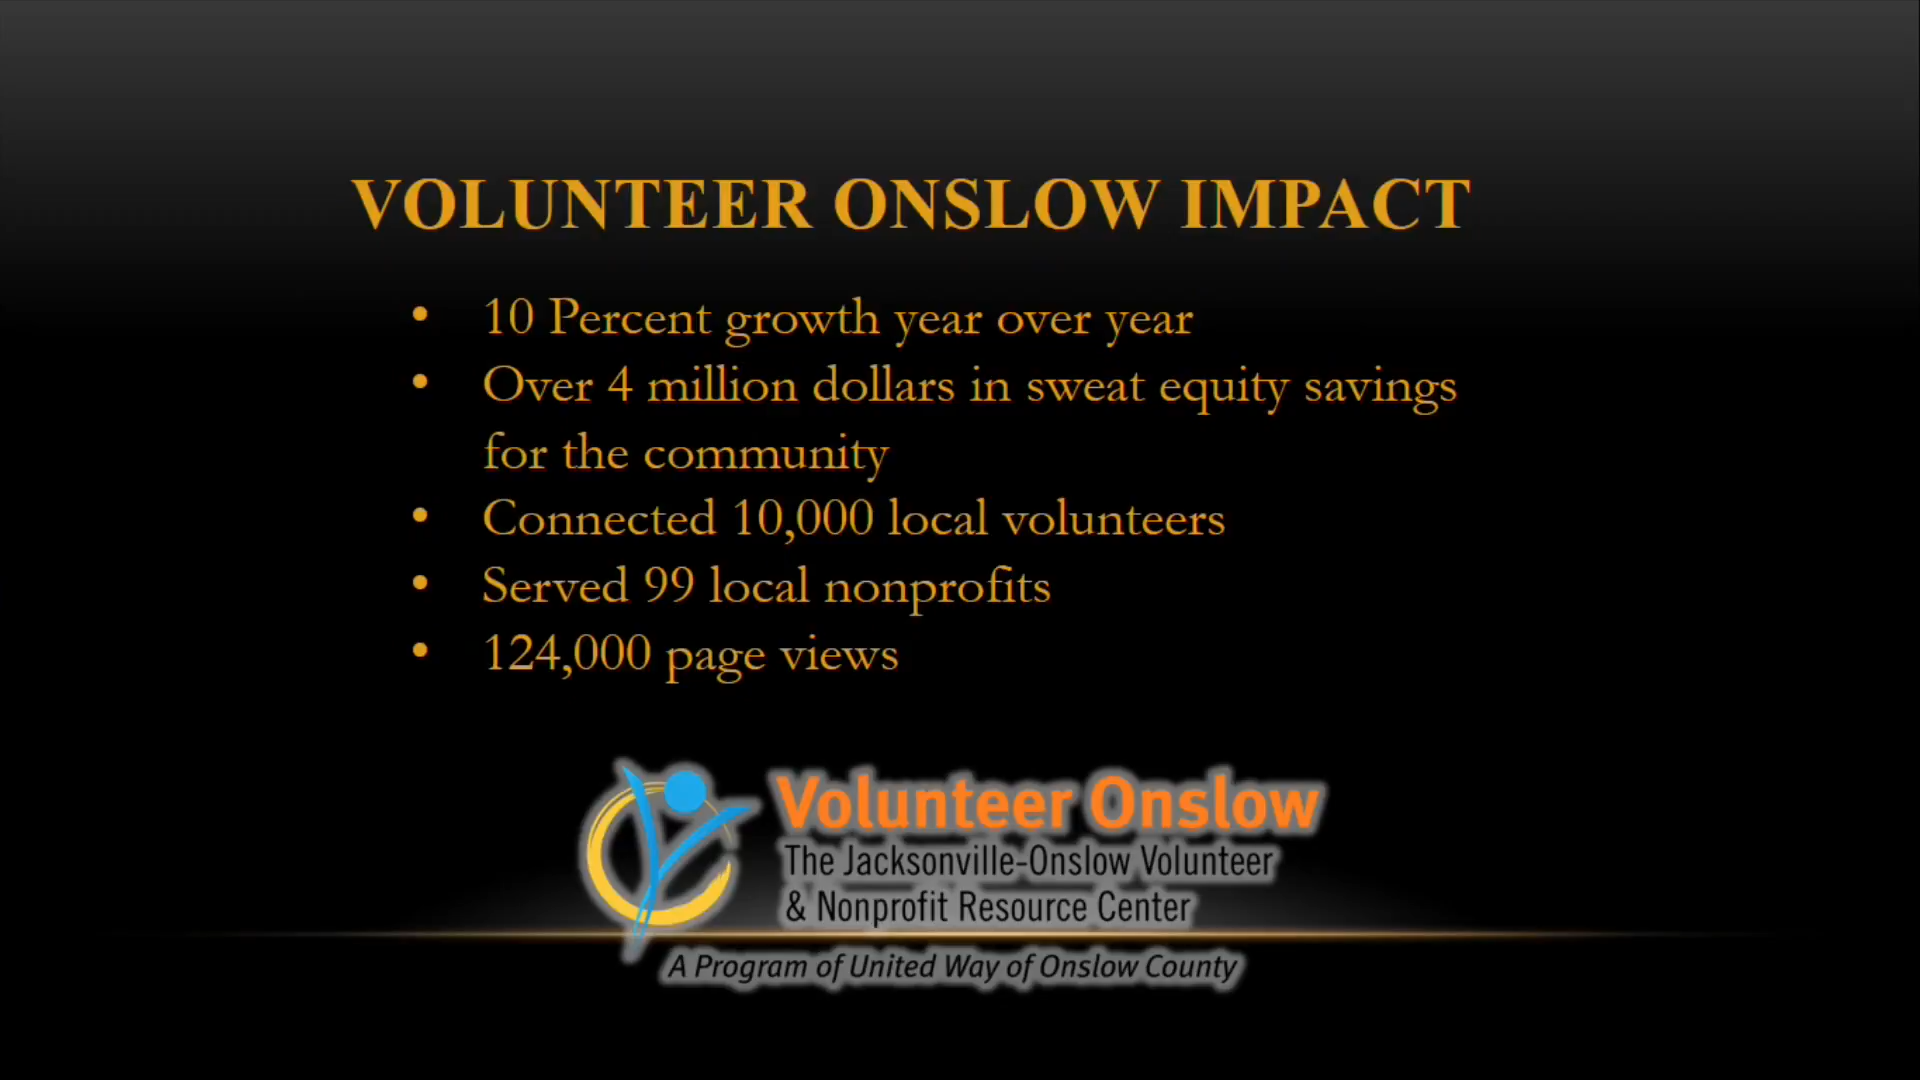 VOLUNTEER ONSLOW IMPACT
• 10 Percent growth year over year
• Over 4 million dollars in sweat equity savings
for the community
• Connected 10,000 local volunteers
• Served 99 local nonprofits
• 124,000 page views
Volunteer Onslow
The Jacksonville-Onslow Volunteer
& Nonprofit Resource Center
A Program of United Way of Onslow County